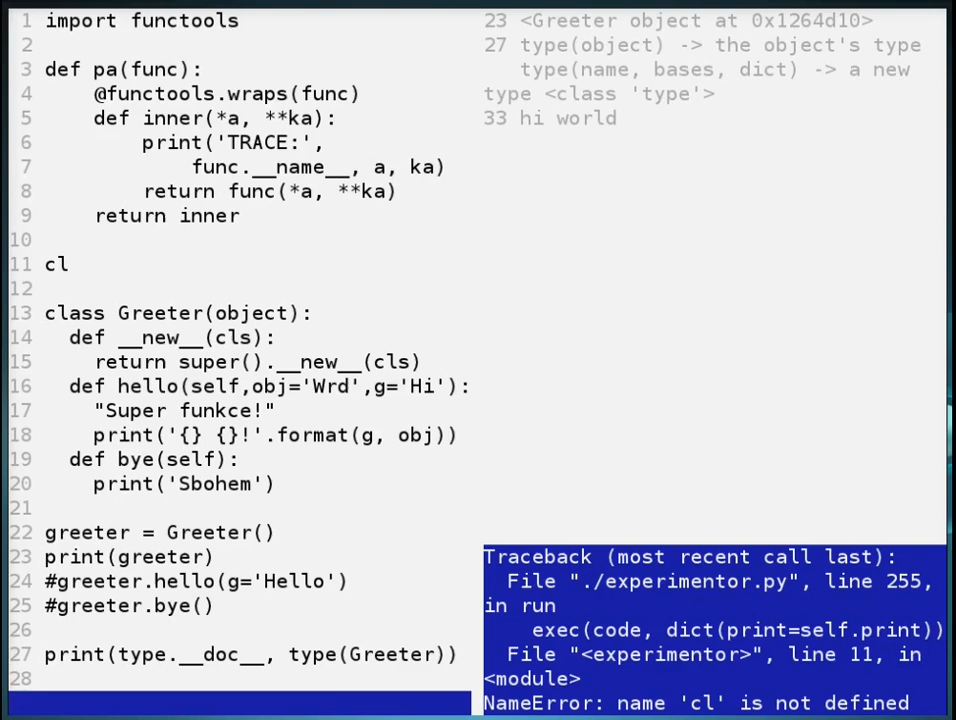 1 import functools
2
3 def pa(func):
4     @functools.wraps(func)
5     def inner(*a, **ka):
6         print('TRACE:',
7             func.__name__, a, ka)
8         return func(*a, **ka)
9     return inner
10
11 cl
12
13 class Greeter(object):
14   def __new__(cls):
15     return super().__new__(cls)
16   def hello(self,obj='Wrd',g='Hi'):
17     "Super funkce!"
18     print('{} {}!'.format(g, obj))
19   def bye(self):
20     print('Sbohem')
21
22 greeter = Greeter()
23 print(greeter)
24 #greeter.hello(g='Hello')
25 #greeter.bye()
26
27 print(type.__doc__, type(Greeter))
28
23 <Greeter object at 0x1264d10>
27 type(object) -> the object's type
   type(name, bases, dict) -> a new
type <class 'type'>
33 hi world
Traceback (most recent call last):
  File "./experimentor.py", line 255,
in run
    exec(code, dict(print=self.print))
  File "<experimentor>", line 11, in
<module>
NameError: name 'cl' is not defined